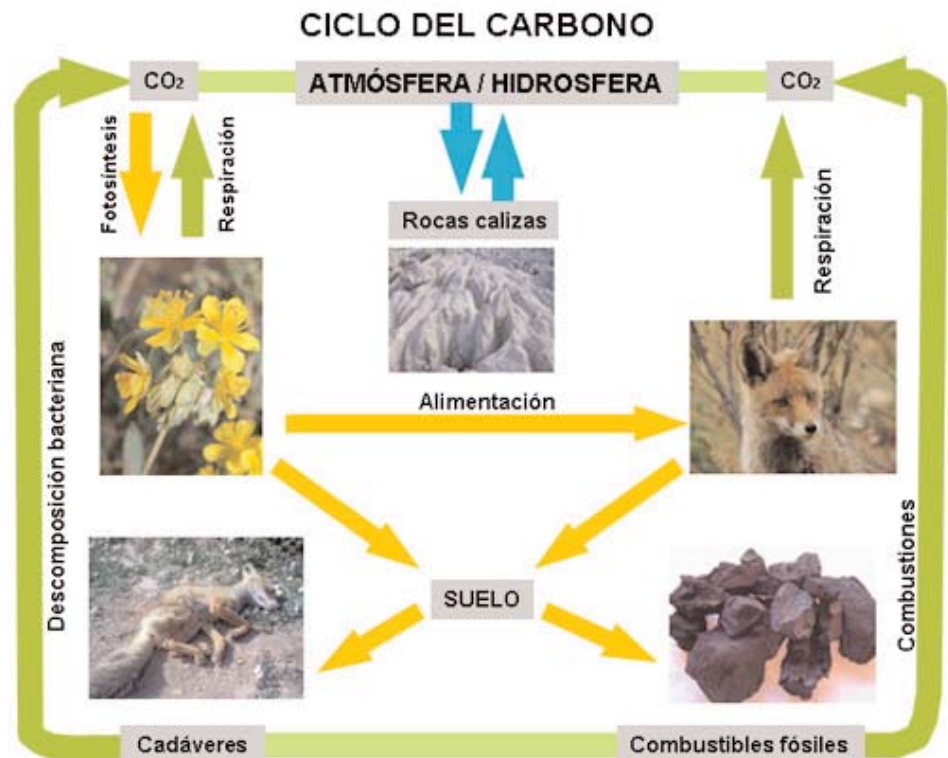 CICLO DEL CARBONO
CO₂
ATMÓSFERA / HIDROSFERA
CO₂
Fotosíntesis
Respiración
Rocas calizas
Respiración
Alimentación
Descomposición bacteriana
Combustiones
SUELO
Cadáveres
Combustibles fósiles